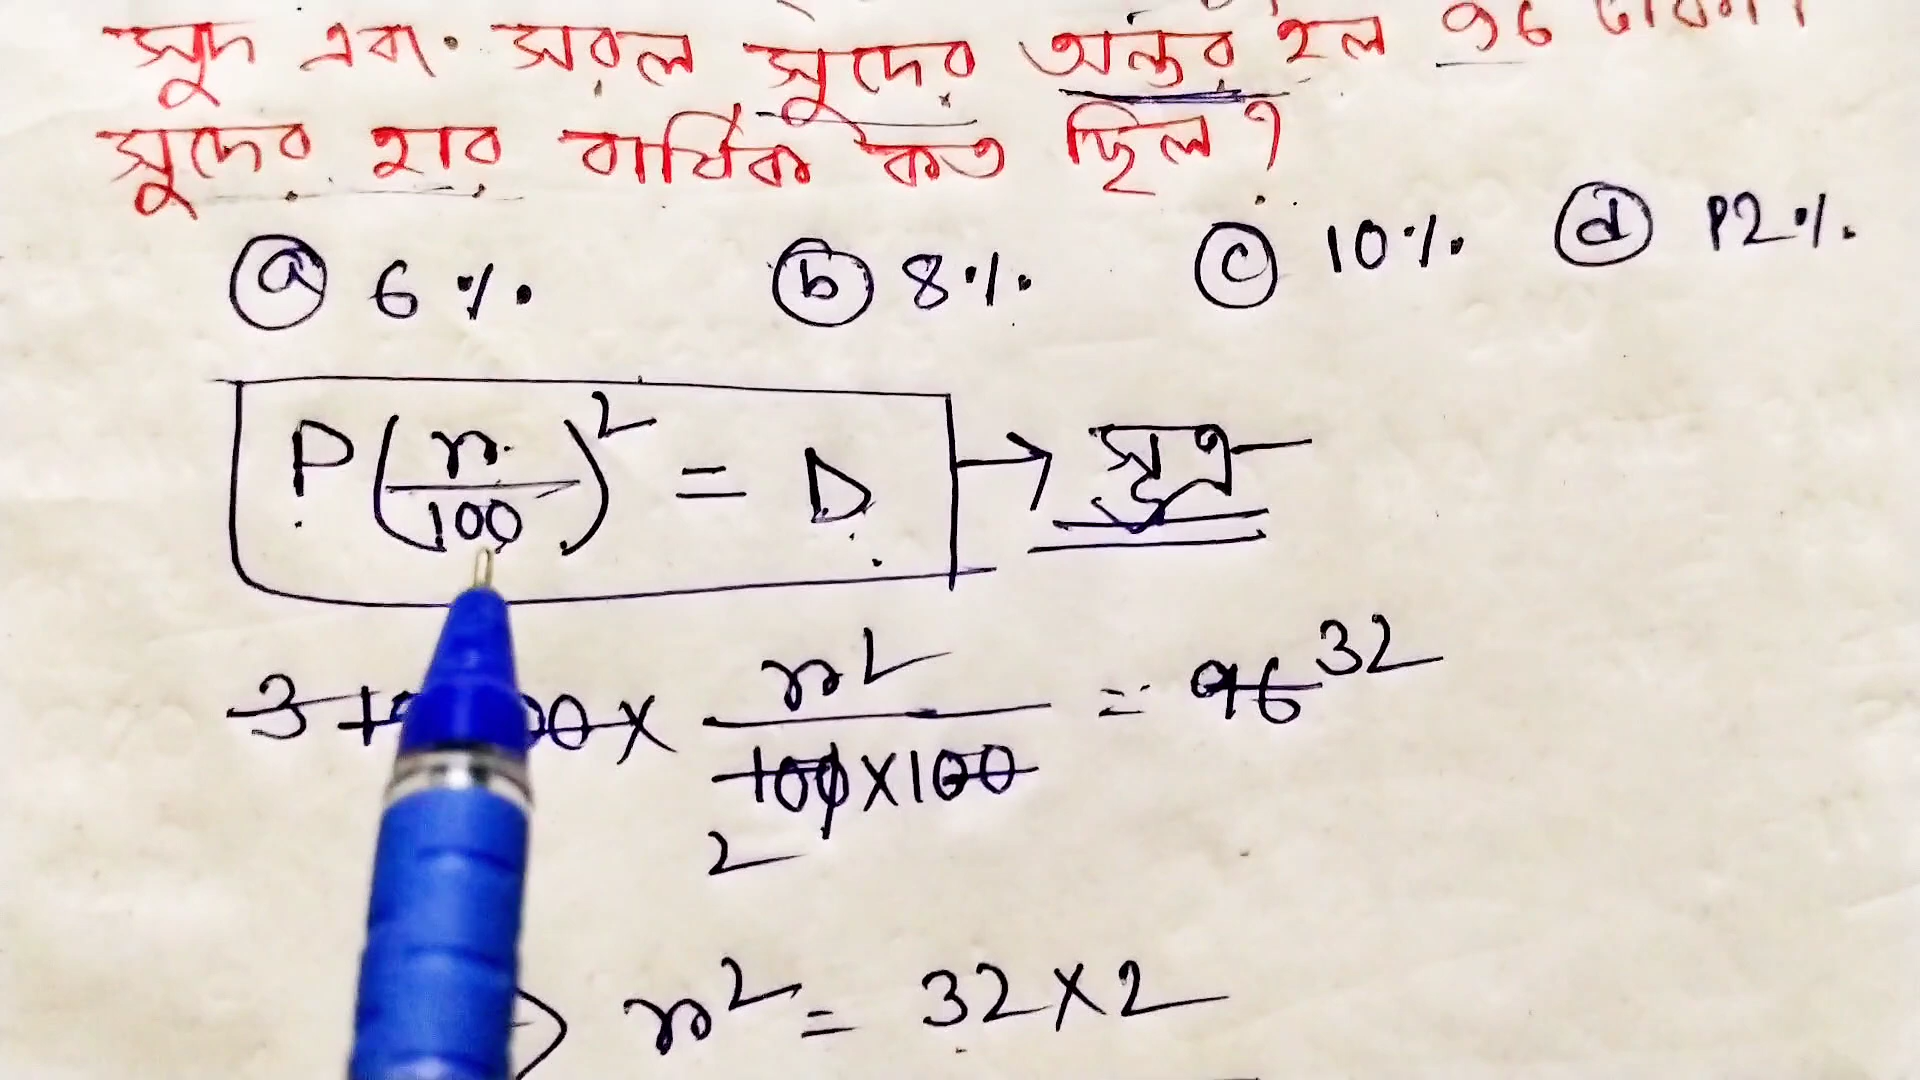 সুদ এবং সরল সুদের অন্তর হল 96 টাকা।
সুদের হার বার্ষিক কত ছিল?
(a) 6% (b) 8% (c) 10% (d) 12%
P(r/100)² = D → সূত্র
r²/(100×100) = 96 32
2
r² = 32×2